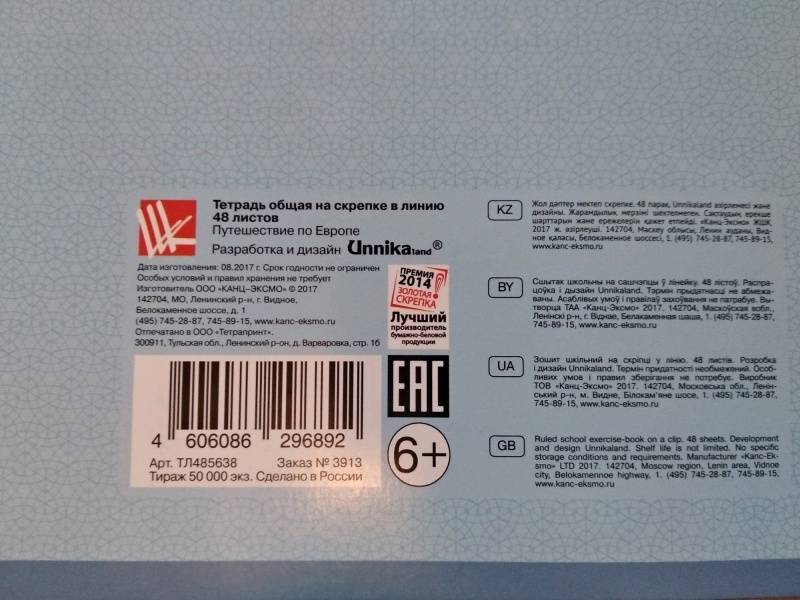 Тетрадь общая на скрепке в линию
48 листов
Путешествие по Европе
Разработка и дизайн Unnikaland®
Дата изготовления: 08.2017 г. Срок годности не ограничен
Особых условий и правил хранения не требует
Изготовитель ООО «КАНЦ-ЭКСМО» © 2017
142704, МО, Ленинский р-н, г. Видное,
Белокаменное шоссе, д. 1
(495) 745-28-87, 745-89-15, www.kanc-eksmo.ru
Отпечатано в ООО «Тетрапринт».
300911, Тульская обл., Ленинский р-он, д. Варваровка, стр. 16
ПРЕМИЯ
2014
ЗОЛОТАЯ
СКРЕПКА
Лучший
производитель
бумажно-беловой
продукции
EAC
6+
4 606086 296892
Арт. ТЛ485638 Заказ № 3913
Тираж 50 000 экз. Сделано в России
KZ
Жол дәптер мектеп скрепке. 48 парақ, Unnikaland әзірлемесі және
дизайны. Жарамдылық мерзімі шектелмеген. Сақтаудың ерекше
шарттарын және ережелерін қажет етпейді. «Канц-Эксмо» ЖШҚ,
2017 ж. әзірлеуші. 142704, Мәскеу облысы, Ленин ауданы, Вид-
ное қаласы, Белокаменное шоссесі, 1. (495) 745-28-87, 745-89-15,
www.kanc-eksmo.ru
BY
Сшытак школьны на сашчэпцы ў лінейку. 48 лістоў. Распра-
цоўка і дызайн Unnikaland. Тэрмін прыдатнасці не абмежа-
ваны. Асаблівых умоў і правілаў захоўвання не патрабуе. Вы-
творца ТАА «Канц-Эксмо» 2017. 142704, Маскоўская вобл.,
Ленінскі р-н, г. Віднае, Белакаменная шаша, 1. (495) 745-28-87,
745-89-15, www.kanc-eksmo.ru
UA
Зошит шкільний на скріпці у лінію. 48 листів. Розробка
і дизайн Unnikaland. Термін придатності необмежений. Особ-
ливих умов і правил зберігання не потребує. Виробник
ТОВ «Канц-Эксмо» 2017. 142704, Московська обл., Ленін-
ський р-н, м. Видне, Білокам'яне шосе, 1. (495) 745-28-87,
745-89-15, www.kanc-eksmo.ru
GB
Ruled school exercise-book on a clip. 48 sheets. Development
and design Unnikaland. Shelf life is not limited. No specific
storage conditions and requirements. Manufacturer «Kanc-Ek-
smo» LTD 2017. 142704, Moscow region, Lenin area, Vidnoe
city, Belokamennoe highway, 1. (495) 745-28-87, 745-89-15,
www.kanc-eksmo.ru